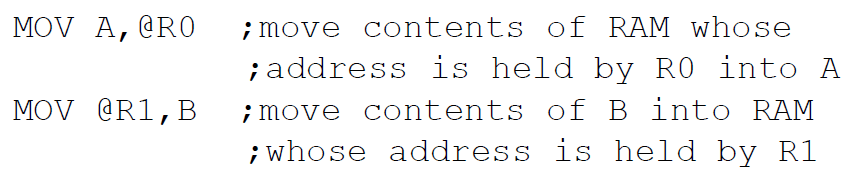 MOV A,@R0  ;move contents of RAM whose
           ;address is held by R0 into A
MOV @R1,B  ;move contents of B into RAM
           ;whose address is held by R1